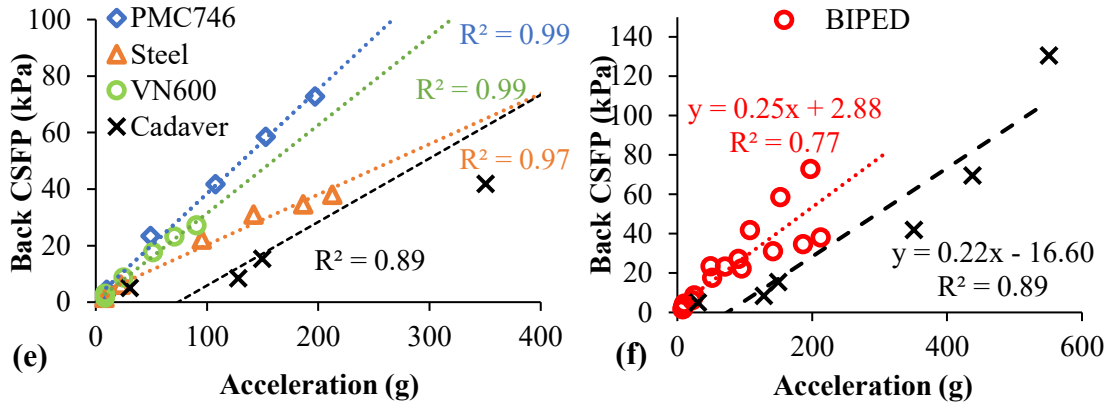 PMC746
Steel
VN600
Cadaver
R² = 0.99
R² = 0.99
R² = 0.97
R² = 0.89
Back CSFP (kPa)
100
80
60
40
20
0
0
100
200
300
400
Acceleration (g)
(e)
BIPED
y = 0.25x + 2.88
R² = 0.77
y = 0.22x - 16.60
R² = 0.89
Back CSFP (kPa)
140
120
100
80
60
40
20
0
0
200
400
600
Acceleration (g)
(f)